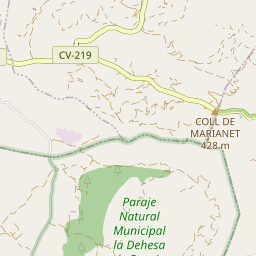 CV-219
COLL DE
MARIANET
428 m
Paraje
Natural
Municipal
la Dehesa